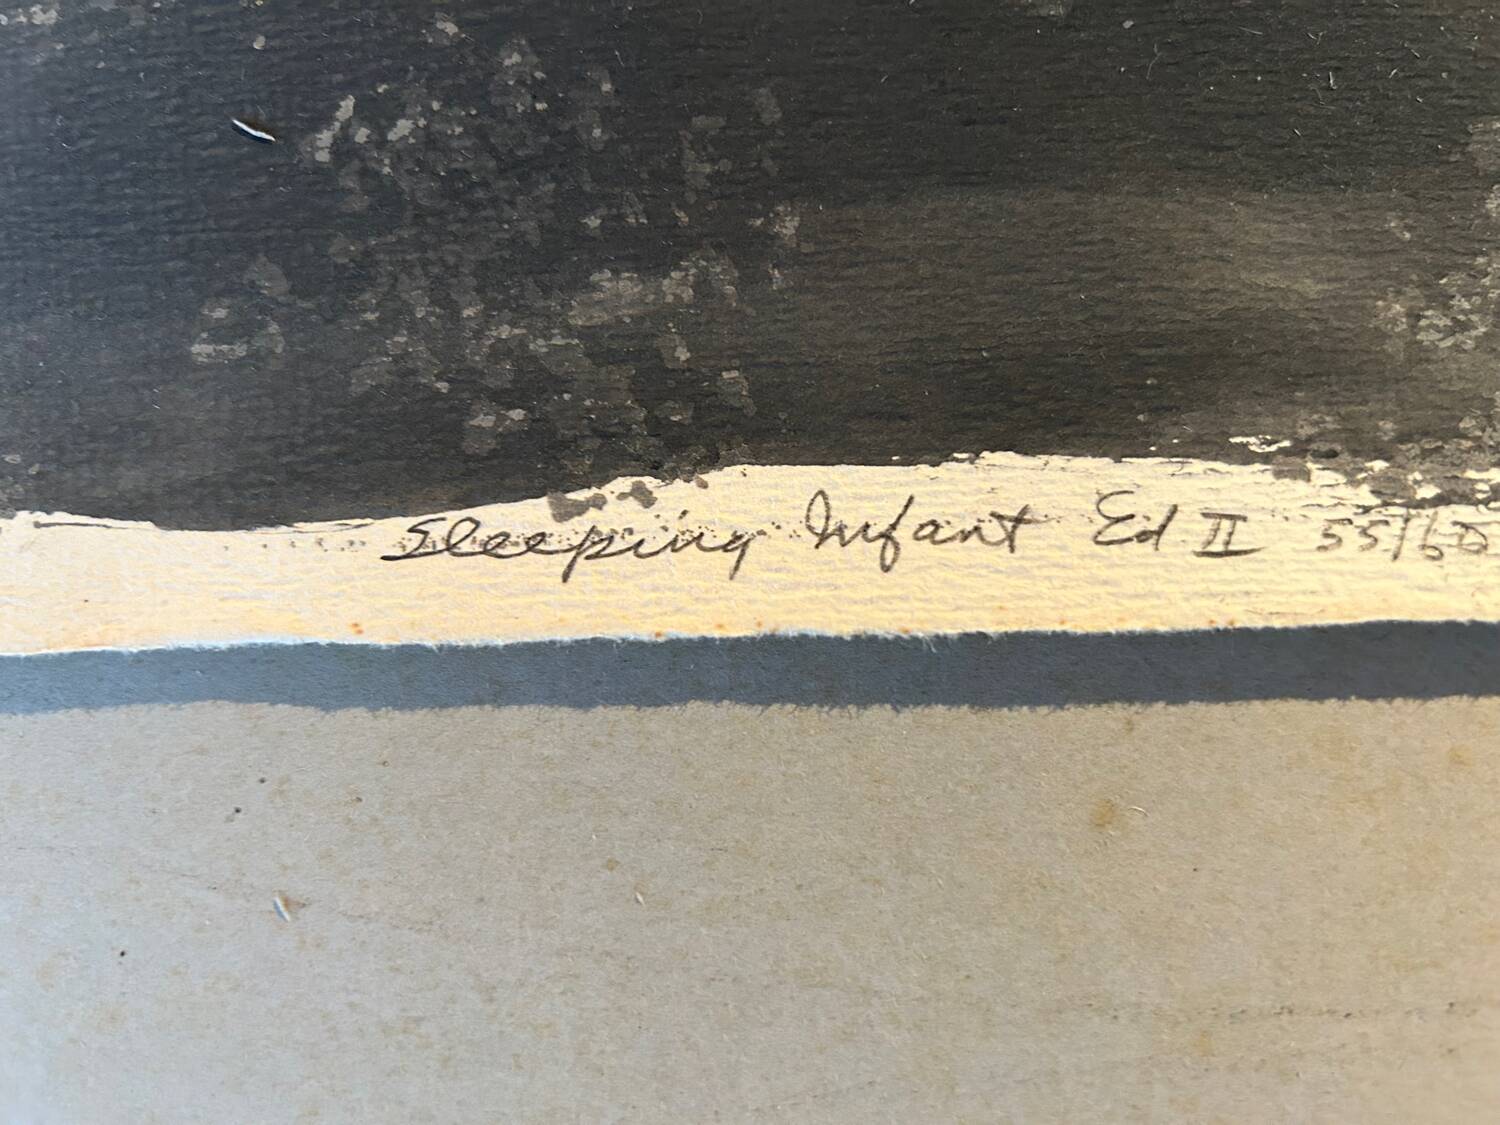 Sleeping Infant Ed II 55/60